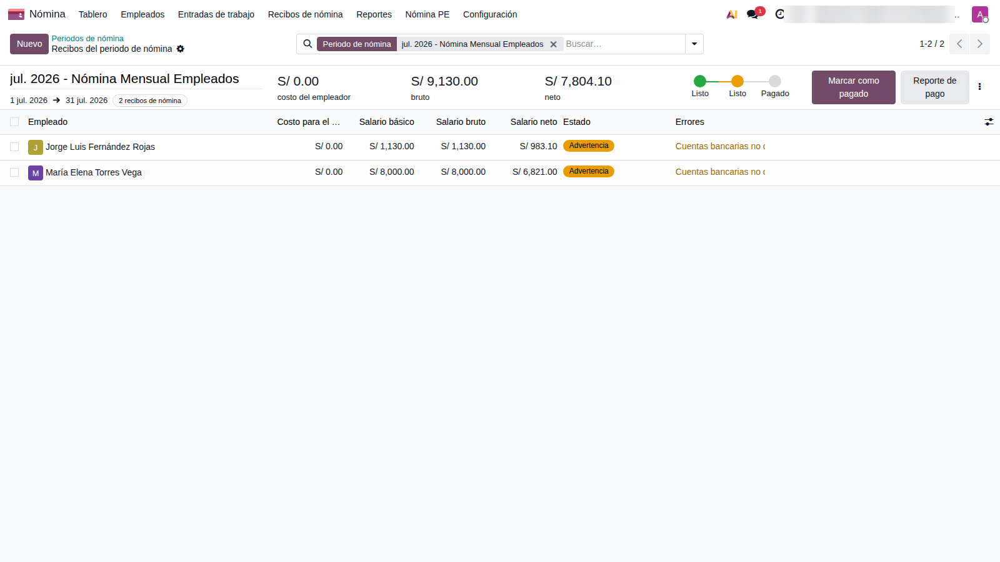 Nómina Tablero Empleados Entradas de trabajo Recibos de nómina Reportes Nómina PE Configuración AI 1 A
Nuevo Periodos de nómina
Recibos del periodo de nómina
Periodo de nómina jul. 2026 - Nómina Mensual Empleados Buscar… 1-2 / 2
jul. 2026 - Nómina Mensual Empleados
1 jul. 2026 → 31 jul. 2026 2 recibos de nómina
S/ 0.00
costo del empleador
S/ 9,130.00
bruto
S/ 7,804.10
neto
Listo Listo Pagado
Marcar como
pagado
Reporte de
pago
Empleado Costo para el … Salario básico Salario bruto Salario neto Estado Errores
J Jorge Luis Fernández Rojas S/ 0.00 S/ 1,130.00 S/ 1,130.00 S/ 983.10 Advertencia Cuentas bancarias no
M María Elena Torres Vega S/ 0.00 S/ 8,000.00 S/ 8,000.00 S/ 6,821.00 Advertencia Cuentas bancarias no